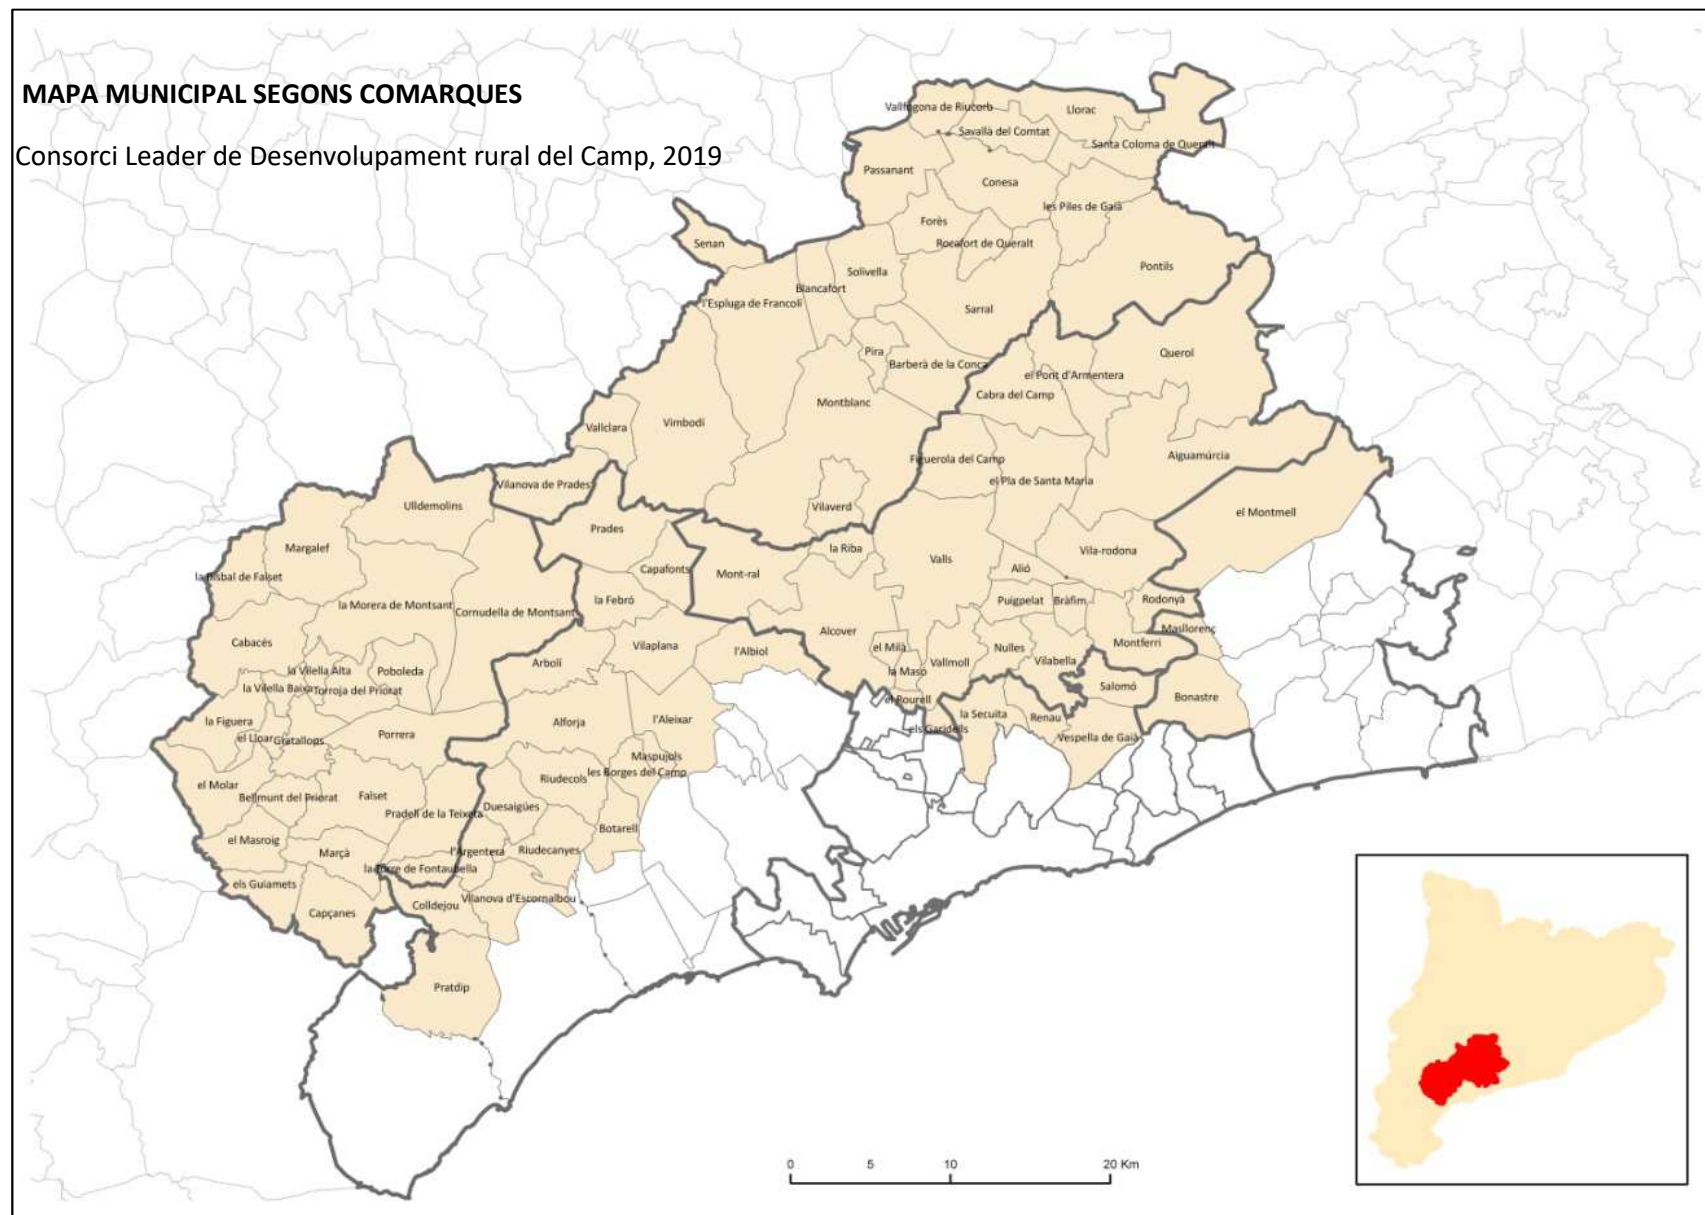 MAPA MUNICIPAL SEGONS COMARQUES
Consorci Leader de Desenvolupament rural del Camp, 2019
Vallfogona de Riucorb
Llorac
Savallà del Comtat
Santa Coloma de Queralt
Passanant
Conesa
les Piles de Gaià
Forès
Rocafort de Queralt
Senan
Solivella
Pontils
Blancafort
l'Espluga de Francolí
Sarral
Pira
Querol
Barberà de la Conca
el Pont d'Armentera
Cabra del Camp
Montblanc
Vimbodí
Vallclara
Aiguamúrcia
Figuerola del Camp
el Pla de Santa Maria
Vilanova de Prades
Ulldemolins
Vilaverd
el Montmell
Prades
Margalef
la Riba
Vila-rodona
Valls
Alió
Capafonts
Mont-ral
la Bisbal de Falset
la Febró
Puigpelat
Bràfim
Rodonyà
la Morera de Montsant
Cornudella de Montsant
Alcover
Masllorenç
Cabacés
Vilaplana
l'Albiol
el Milà
Nulles
Montferri
Arbolí
Vallmoll
Vilabella
la Vilella Alta
Poboleda
la Masó
Salomó
la Vilella Baixa
Torroja del Priorat
el Rourell
Bonastre
la Figuera
Alforja
l'Aleixar
la Secuita
Renau
el Lloar
Gratallops
Porrera
els Garidells
Vespella de Gaià
Maspujols
el Molar
Riudecols
les Borges del Camp
Bellmunt del Priorat
Falset
Pradell de la Teixeta
Duesaigües
Botarell
el Masroig
Marçà
l'Argentera
Riudecanyes
la Torre de Fontaubella
els Guiamets
Vilanova d'Escornalbou
Capçanes
Colldejou
Pratdip
0 5 10 20 Km